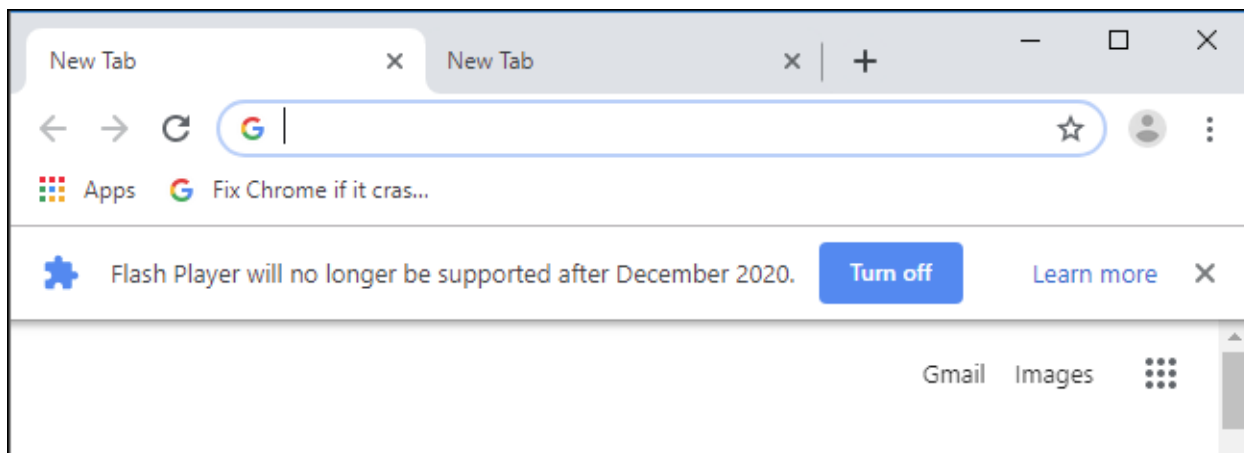 New Tab New Tab
Apps Fix Chrome if it cras...
Flash Player will no longer be supported after December 2020. Turn off Learn more
Gmail Images